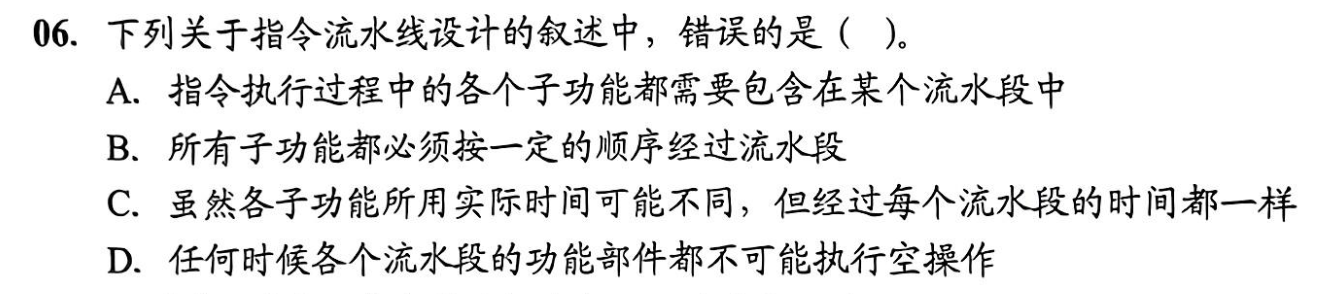 06. 下列关于指令流水线设计的叙述中，错误的是（ ）。
A. 指令执行过程中的各个子功能都需要包含在某个流水段中
B. 所有子功能都必须按一定的顺序经过流水段
C. 虽然各子功能所用实际时间可能不同，但经过每个流水段的时间都一样
D. 任何时候各个流水段的功能部件都不可能执行空操作